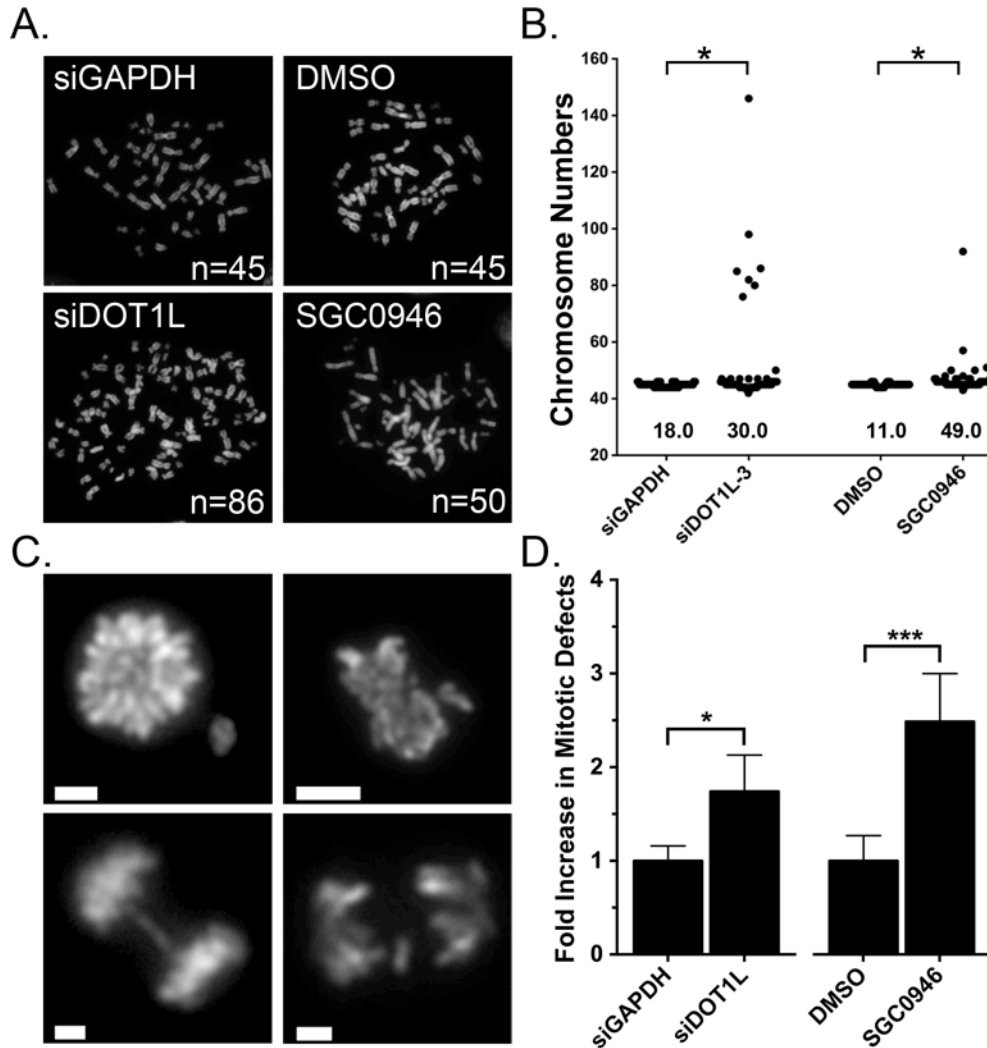 A.
siGAPDH
n=45
DMSO
n=45
siDOT1L
n=86
SGC0946
n=50
B.
Chromosome Numbers
160
140
120
100
80
60
40
20
*
*
18.0 30.0 11.0 49.0
siGAPDH
siDOT1L-3
DMSO
SGC0946
C.
D.
Fold Increase in Mitotic Defects
4
3
2
1
0
*
***
siGAPDH
siDOT1L
DMSO
SGC0946